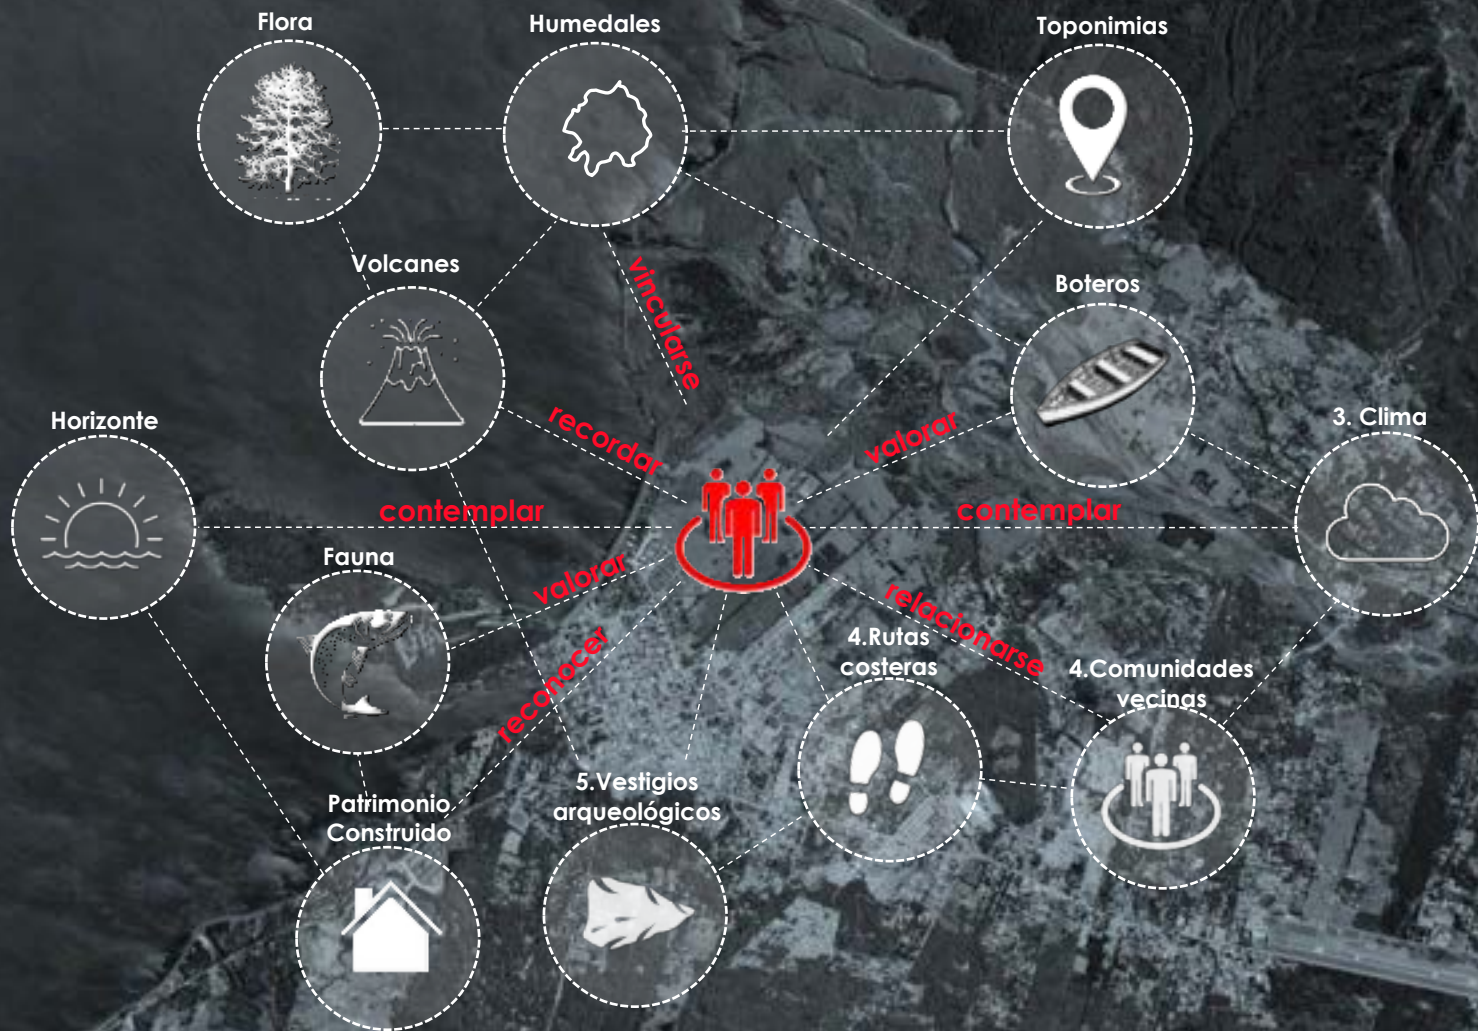 Flora
Humedales
Toponimias
Volcanes
vincularse
Boteros
Horizonte
recordar
valorar
3. Clima
contemplar
contemplar
Fauna
valorar
relacionarse
reconocer
4.Rutas
costeras
4.Comunidades
vecinas
5.Vestigios
arqueológicos
Patrimonio
Construido